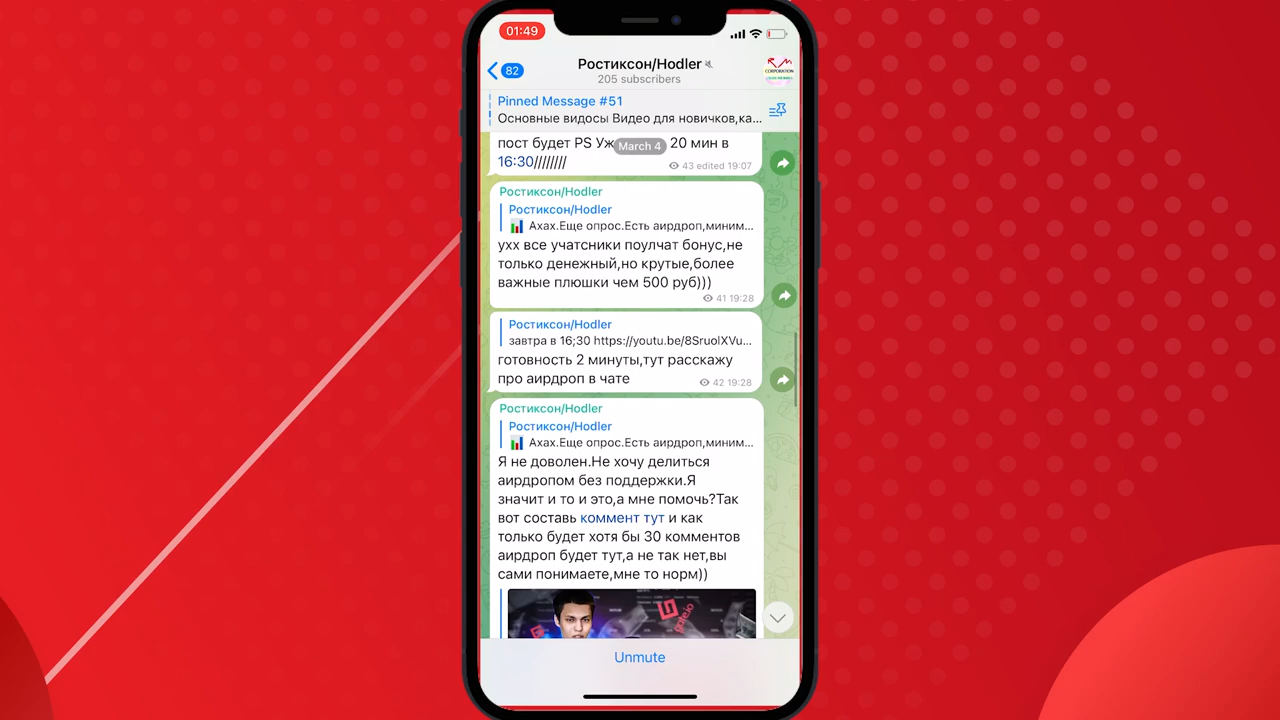 01:49
82
Ростиксон/Hodler
205 subscribers
CORPORATION
Pinned Message #51
Основные видосы Видео для новичков,ка...
пост будет PS Уж
20 мин в
March 4
16:30////////
43 edited 19:07
Ростиксон/Hodler
Ростиксон/Hodler
Ахах.Еще опрос.Есть аирдроп,миним...
ухх все учатсники поулчат бонус,не
только денежный,но крутые,более
важные плюшки чем 500 руб)))
41 19:28
Ростиксон/Hodler
завтра в 16;30 https://youtu.be/8SruolXVu...
готовность 2 минуты,тут расскажу
про аирдроп в чате
42 19:28
Ростиксон/Hodler
Ростиксон/Hodler
Ахах.Еще опрос.Есть аирдроп,миним...
Я не доволен.Не хочу делиться
аирдропом без поддержки.Я
значит и то и это,а мне помочь?Так
вот составь коммент тут и как
только будет хотя бы 30 комментов
аирдроп будет тут,а не так нет,вы
сами понимаете,мне то норм))
gate.io
Unmute